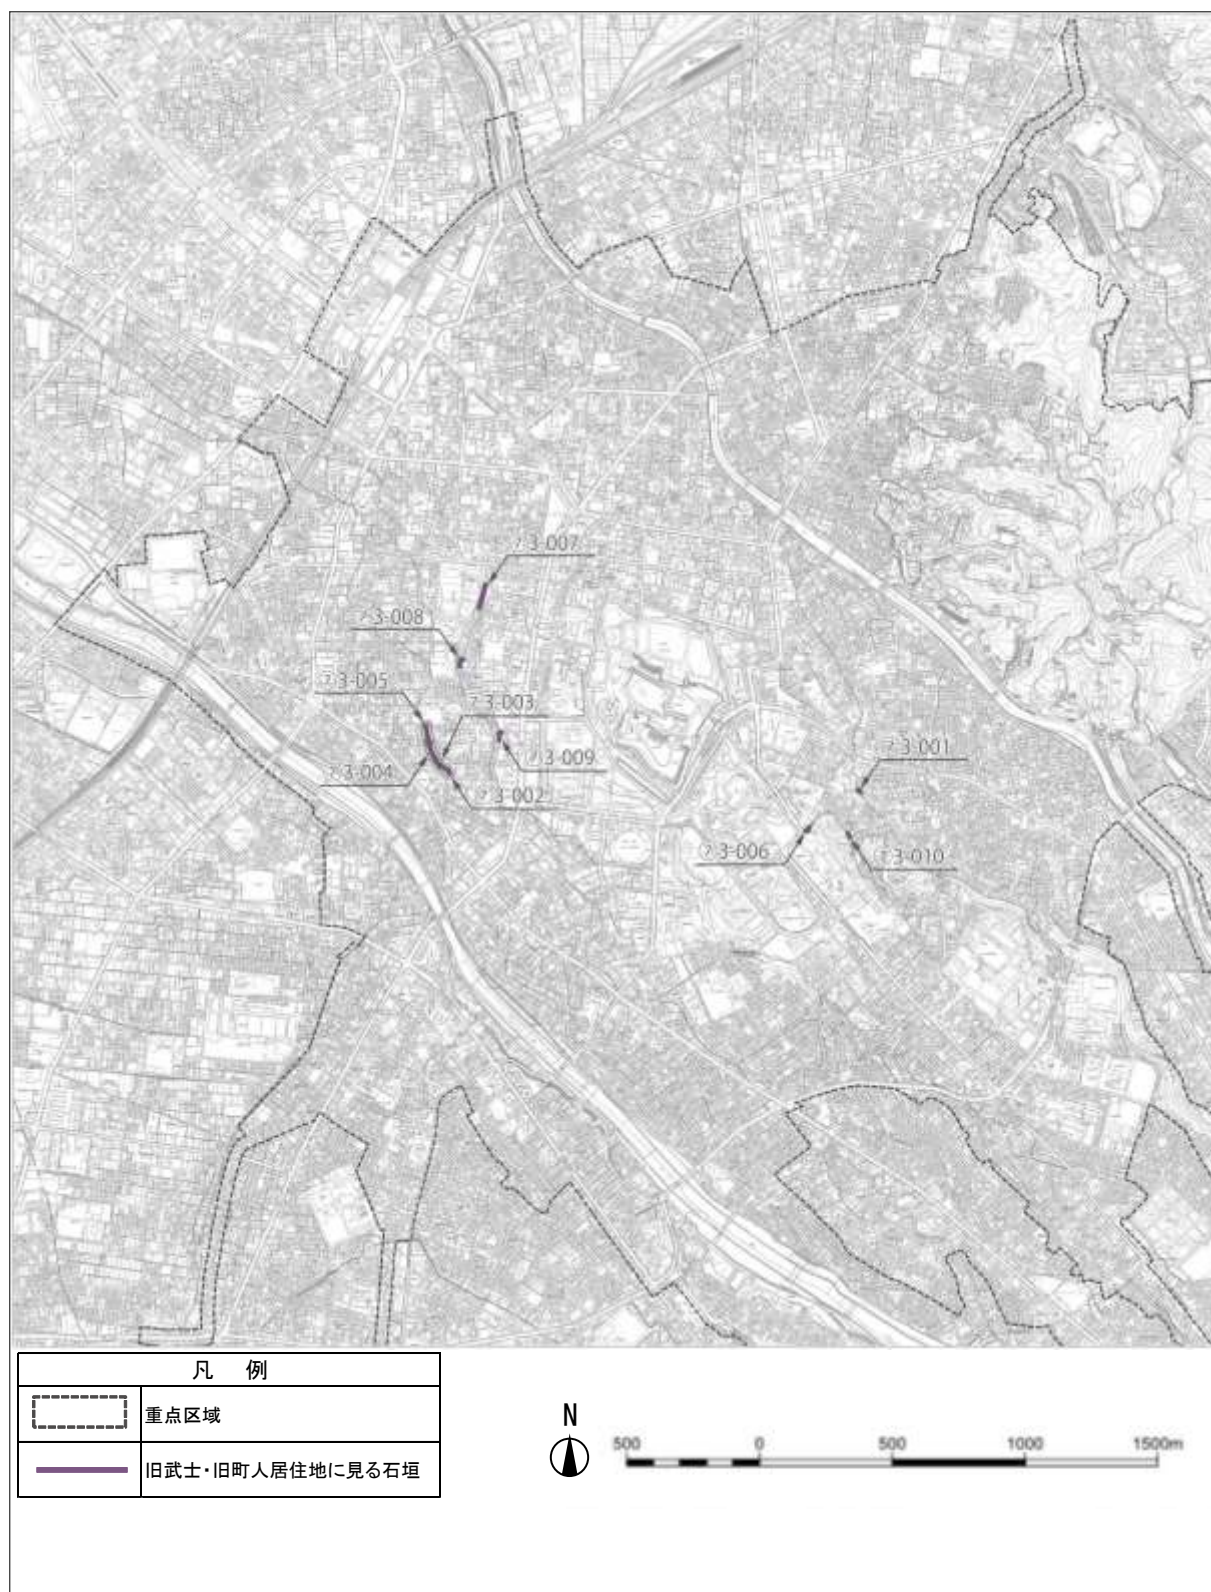 ｱ 3-007
ｱ 3-008
ｱ 3-005
ｱ 3-003
ｱ 3-001
ｱ 3-009
ｱ 3-004
ｱ 3-002
ｱ 3-006
ｱ 3-010
凡 例
重点区域
旧武士・旧町人居住地に見る石垣
N
500 0 500 1000 1500m